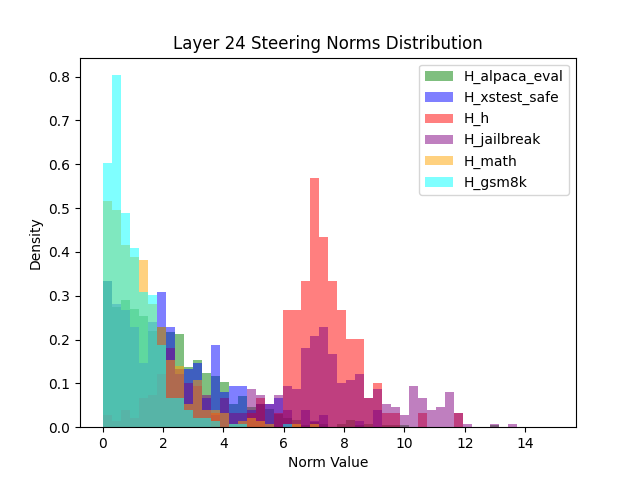 Layer 24 Steering Norms Distribution
H_alpaca_eval
H_xstest_safe
H_h
H_jailbreak
H_math
H_gsm8k
Density
0.8
0.7
0.6
0.5
0.4
0.3
0.2
0.1
0.0
0 2 4 6 8 10 12 14
Norm Value